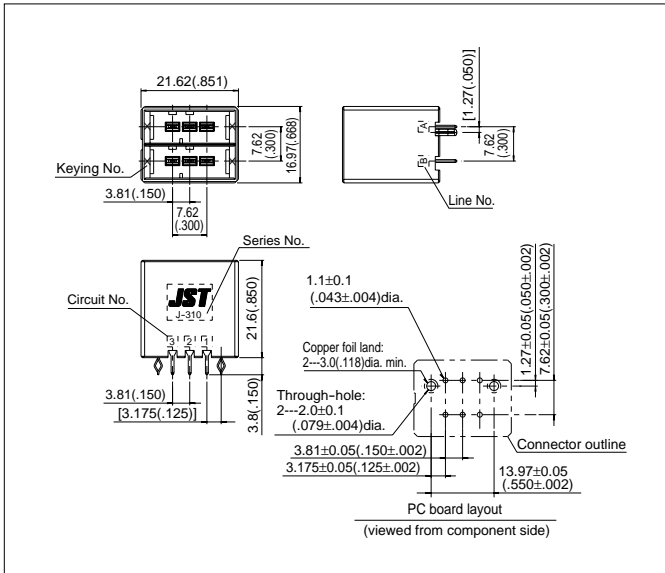 21.62(.851)
7.62
(.300)
16.97(.668)
Keying No.
3.81(.150)
7.62
(.300)
[1.27(.050)]
"A"
7.62
(.300)
"B"
Line No.
Series No.
Circuit No.
JST
J-310
3 2 1
21.6(.850)
3.81(.150)
[3.175(.125)]
3.8(.150)
1.1±0.1
(.043±.004)dia.
Copper foil land:
2---3.0(.118)dia. min.
Through-hole:
2---2.0±0.1
(.079±.004)dia.
1.27±0.05(.050±.002)
7.62±0.05(.300±.002)
Connector outline
3.81±0.05(.150±.002)
3.175±0.05(.125±.002)
13.97±0.05
(.550±.002)
PC board layout
(viewed from component side)